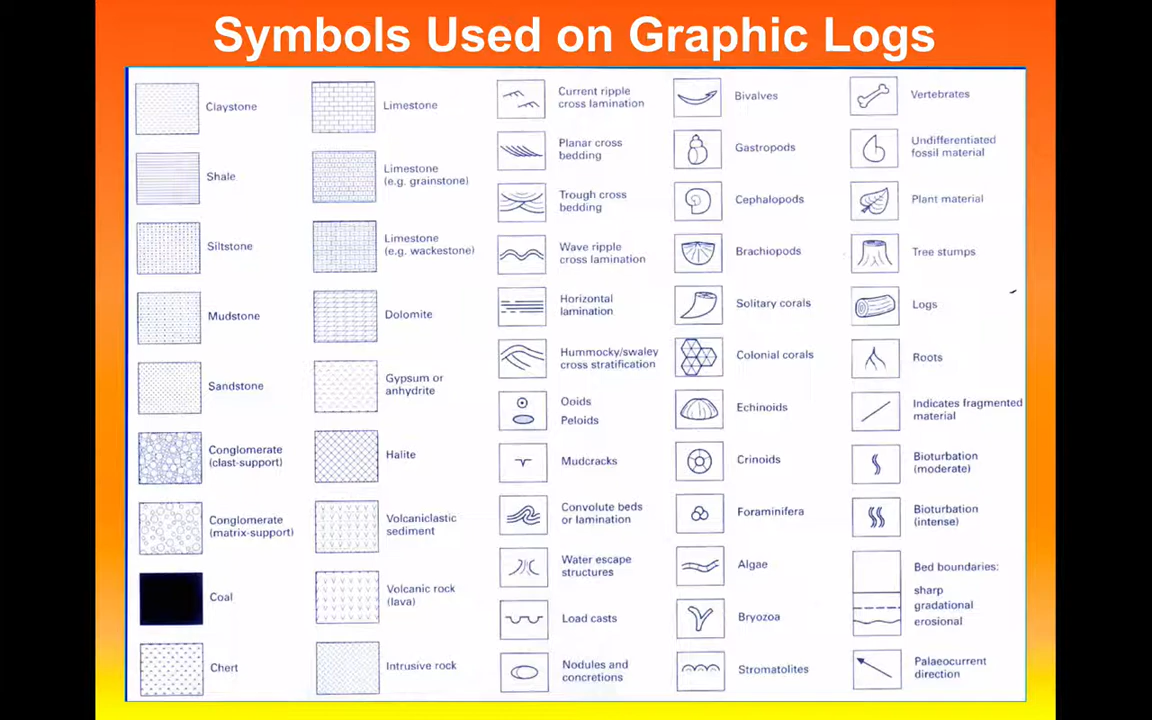 Symbols Used on Graphic Logs
Claystone
Shale
Siltstone
Mudstone
Sandstone
Conglomerate
(clast-support)
Conglomerate
(matrix-support)
Coal
Chert
Limestone
Limestone
(e.g. grainstone)
Limestone
(e.g. wackestone)
Dolomite
Gypsum or
anhydrite
Halite
Volcaniclastic
sediment
Volcanic rock
(lava)
Intrusive rock
Current ripple
cross lamination
Planar cross
bedding
Trough cross
bedding
Wave ripple
cross lamination
Horizontal
lamination
Hummocky/swaley
cross stratification
Ooids
Peloids
Mudcracks
Convolute beds
or lamination
Water escape
structures
Load casts
Nodules and
concretions
Bivalves
Gastropods
Cephalopods
Brachiopods
Solitary corals
Colonial corals
Echinoids
Crinoids
Foraminifera
Algae
Bryozoa
Stromatolites
Vertebrates
Undifferentiated
fossil material
Plant material
Tree stumps
Logs
Roots
Indicates fragmented
material
Bioturbation
(moderate)
Bioturbation
(intense)
Bed boundaries:
sharp
gradational
erosional
Palaeocurrent
direction